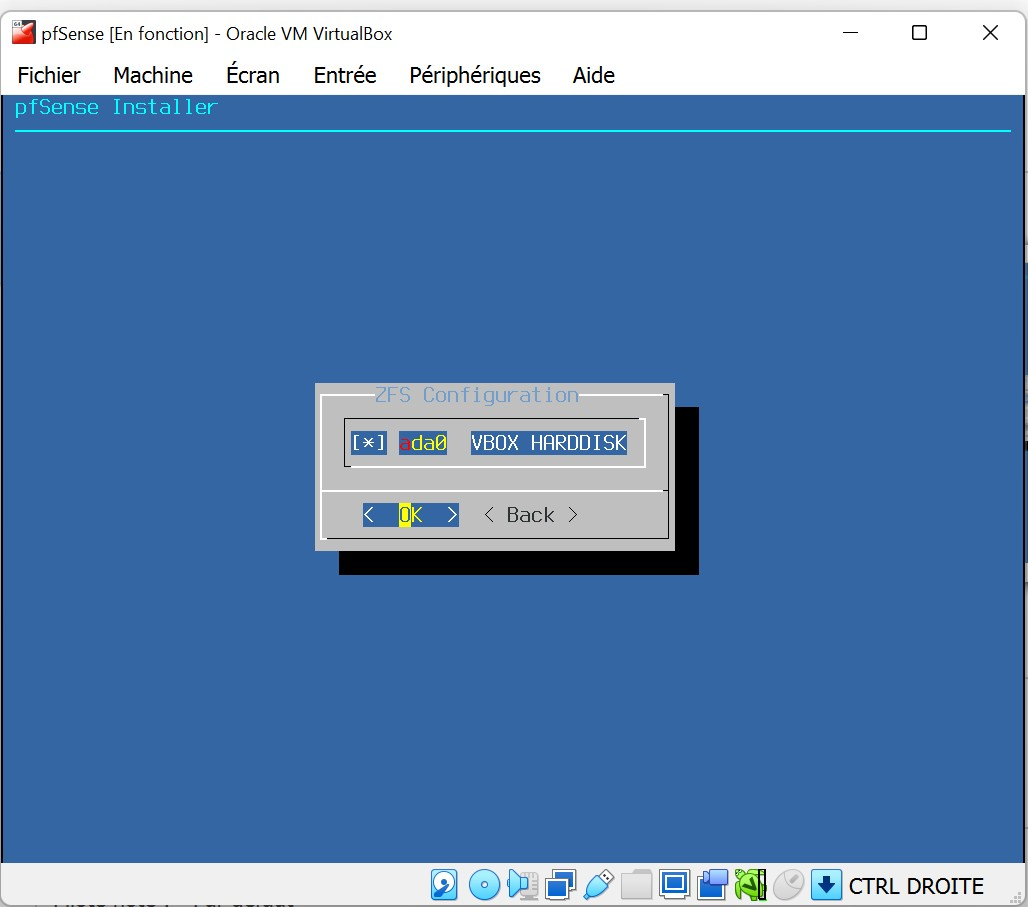 pfSense [En fonction] - Oracle VM VirtualBox
Fichier Machine Écran Entrée Périphériques Aide
pfSense Installer
ZFS Configuration
[*] ada0 VBOX HARDDISK
< OK > < Back >
CTRL DROITE